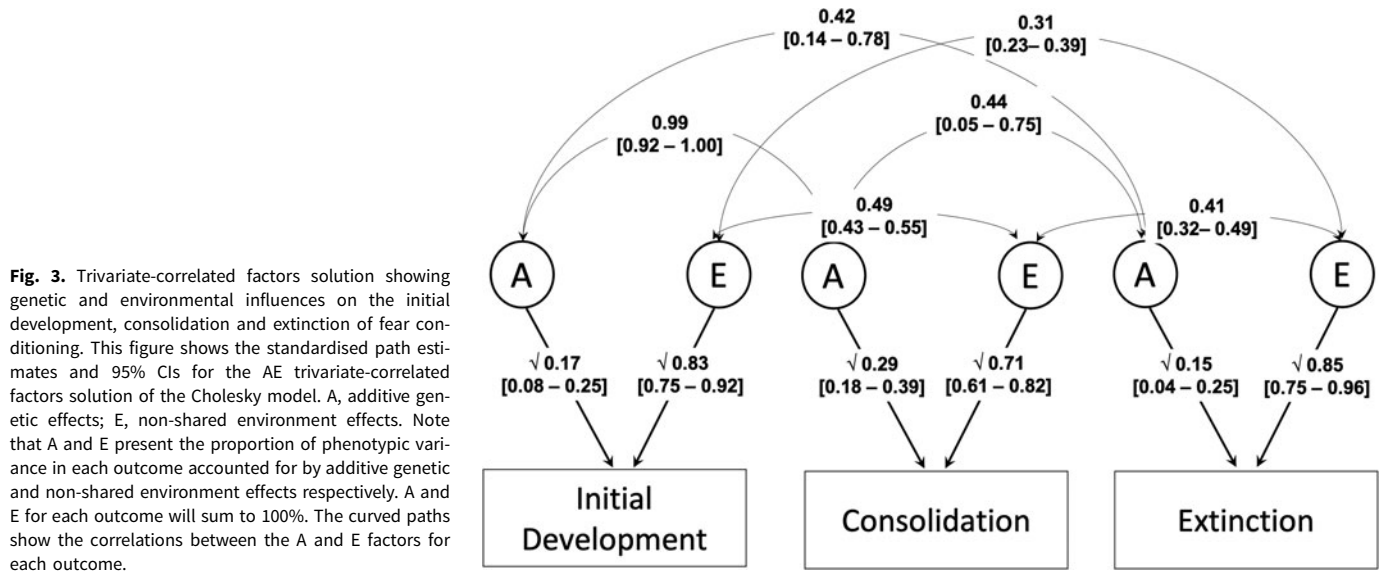 0.42
[0.14 – 0.78]
0.31
[0.23– 0.39]
0.99
[0.92 – 1.00]
0.44
[0.05 – 0.75]
0.49
[0.43 – 0.55]
0.41
[0.32– 0.49]
A
E
A
E
A
E
√ 0.17
[0.08 – 0.25]
√ 0.83
[0.75 – 0.92]
√ 0.29
[0.18 – 0.39]
√ 0.71
[0.61 – 0.82]
√ 0.15
[0.04 – 0.25]
√ 0.85
[0.75 – 0.96]
Initial
Development
Consolidation
Extinction
Fig. 3. Trivariate-correlated factors solution showing
genetic and environmental influences on the initial
development, consolidation and extinction of fear con-
ditioning. This figure shows the standardised path esti-
mates and 95% CIs for the AE trivariate-correlated
factors solution of the Cholesky model. A, additive gen-
etic effects; E, non-shared environment effects. Note
that A and E present the proportion of phenotypic vari-
ance in each outcome accounted for by additive genetic
and non-shared environment effects respectively. A and
E for each outcome will sum to 100%. The curved paths
show the correlations between the A and E factors for
each outcome.